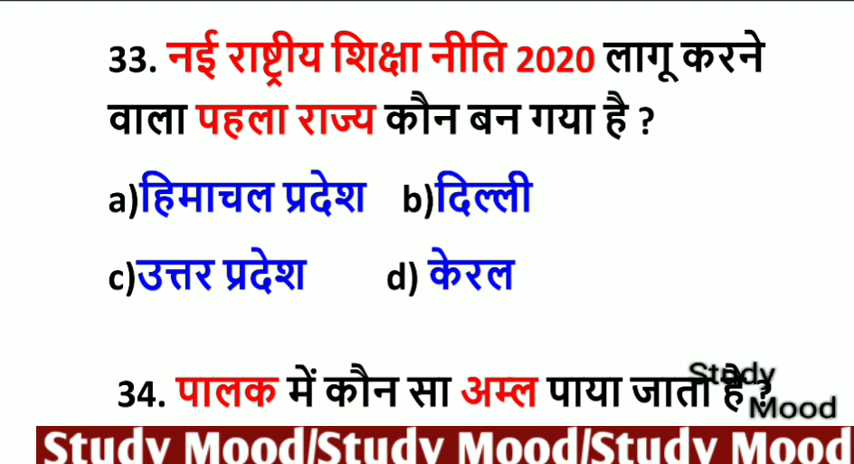 33. नई राष्ट्रीय शिक्षा नीति 2020 लागू करने
वाला पहला राज्य कौन बन गया है ?
a)हिमाचल प्रदेश b)दिल्ली
c)उत्तर प्रदेश d) केरल
34. पालक में कौन सा अम्ल पाया जाता है ?
Study
Mood
Study Mood/Study Mood/Study Mood